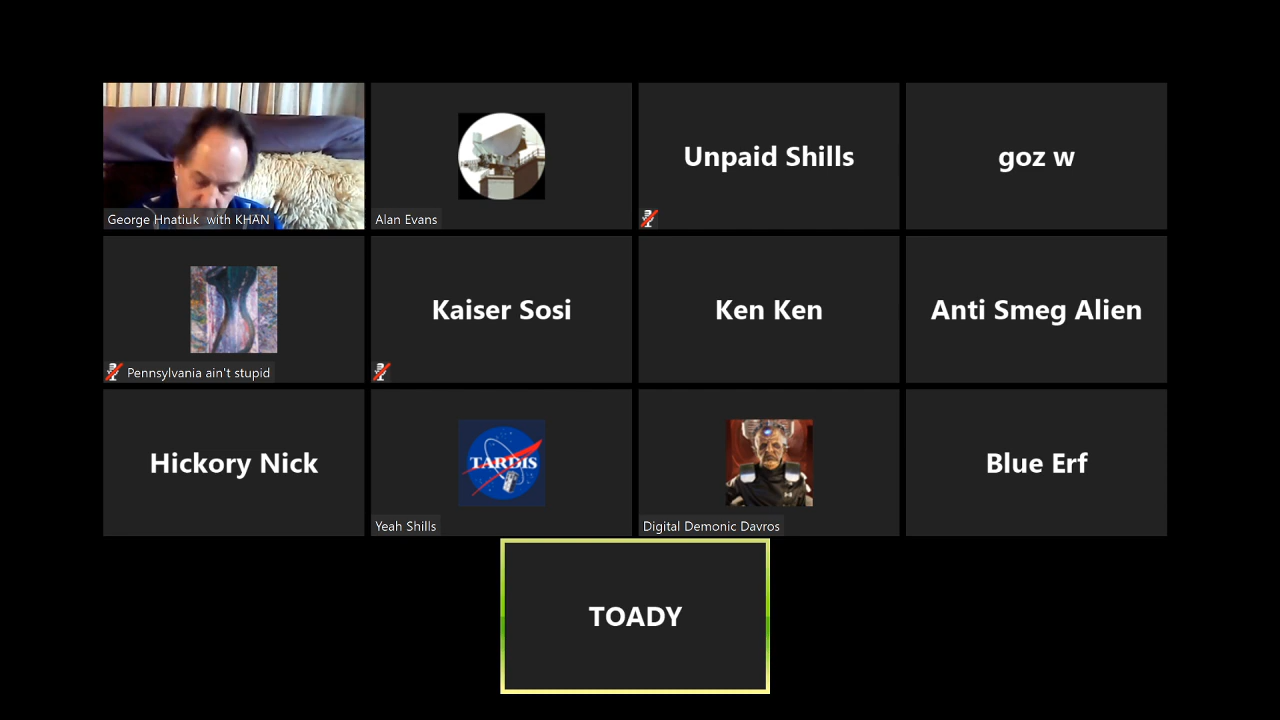 George Hnatiuk with KHAN
Alan Evans
Unpaid Shills
goz w
Pennsylvania ain't stupid
Kaiser Sosi
Ken Ken
Anti Smeg Alien
Hickory Nick
TARDIS
Yeah Shills
Digital Demonic Davros
Blue Erf
TOADY